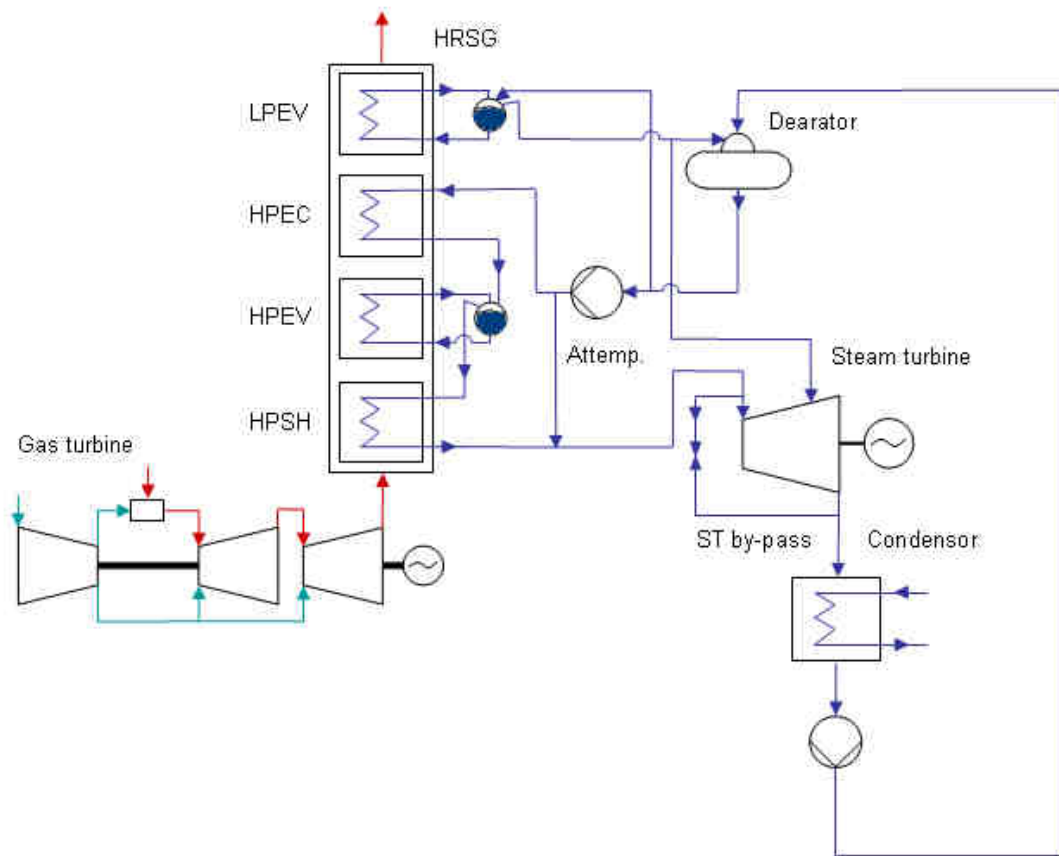 HRSG
LPEV
Dearator
HPEC
HPEV
Attemp.
Steam turbine
HPSH
Gas turbine
ST by-pass
Condensor